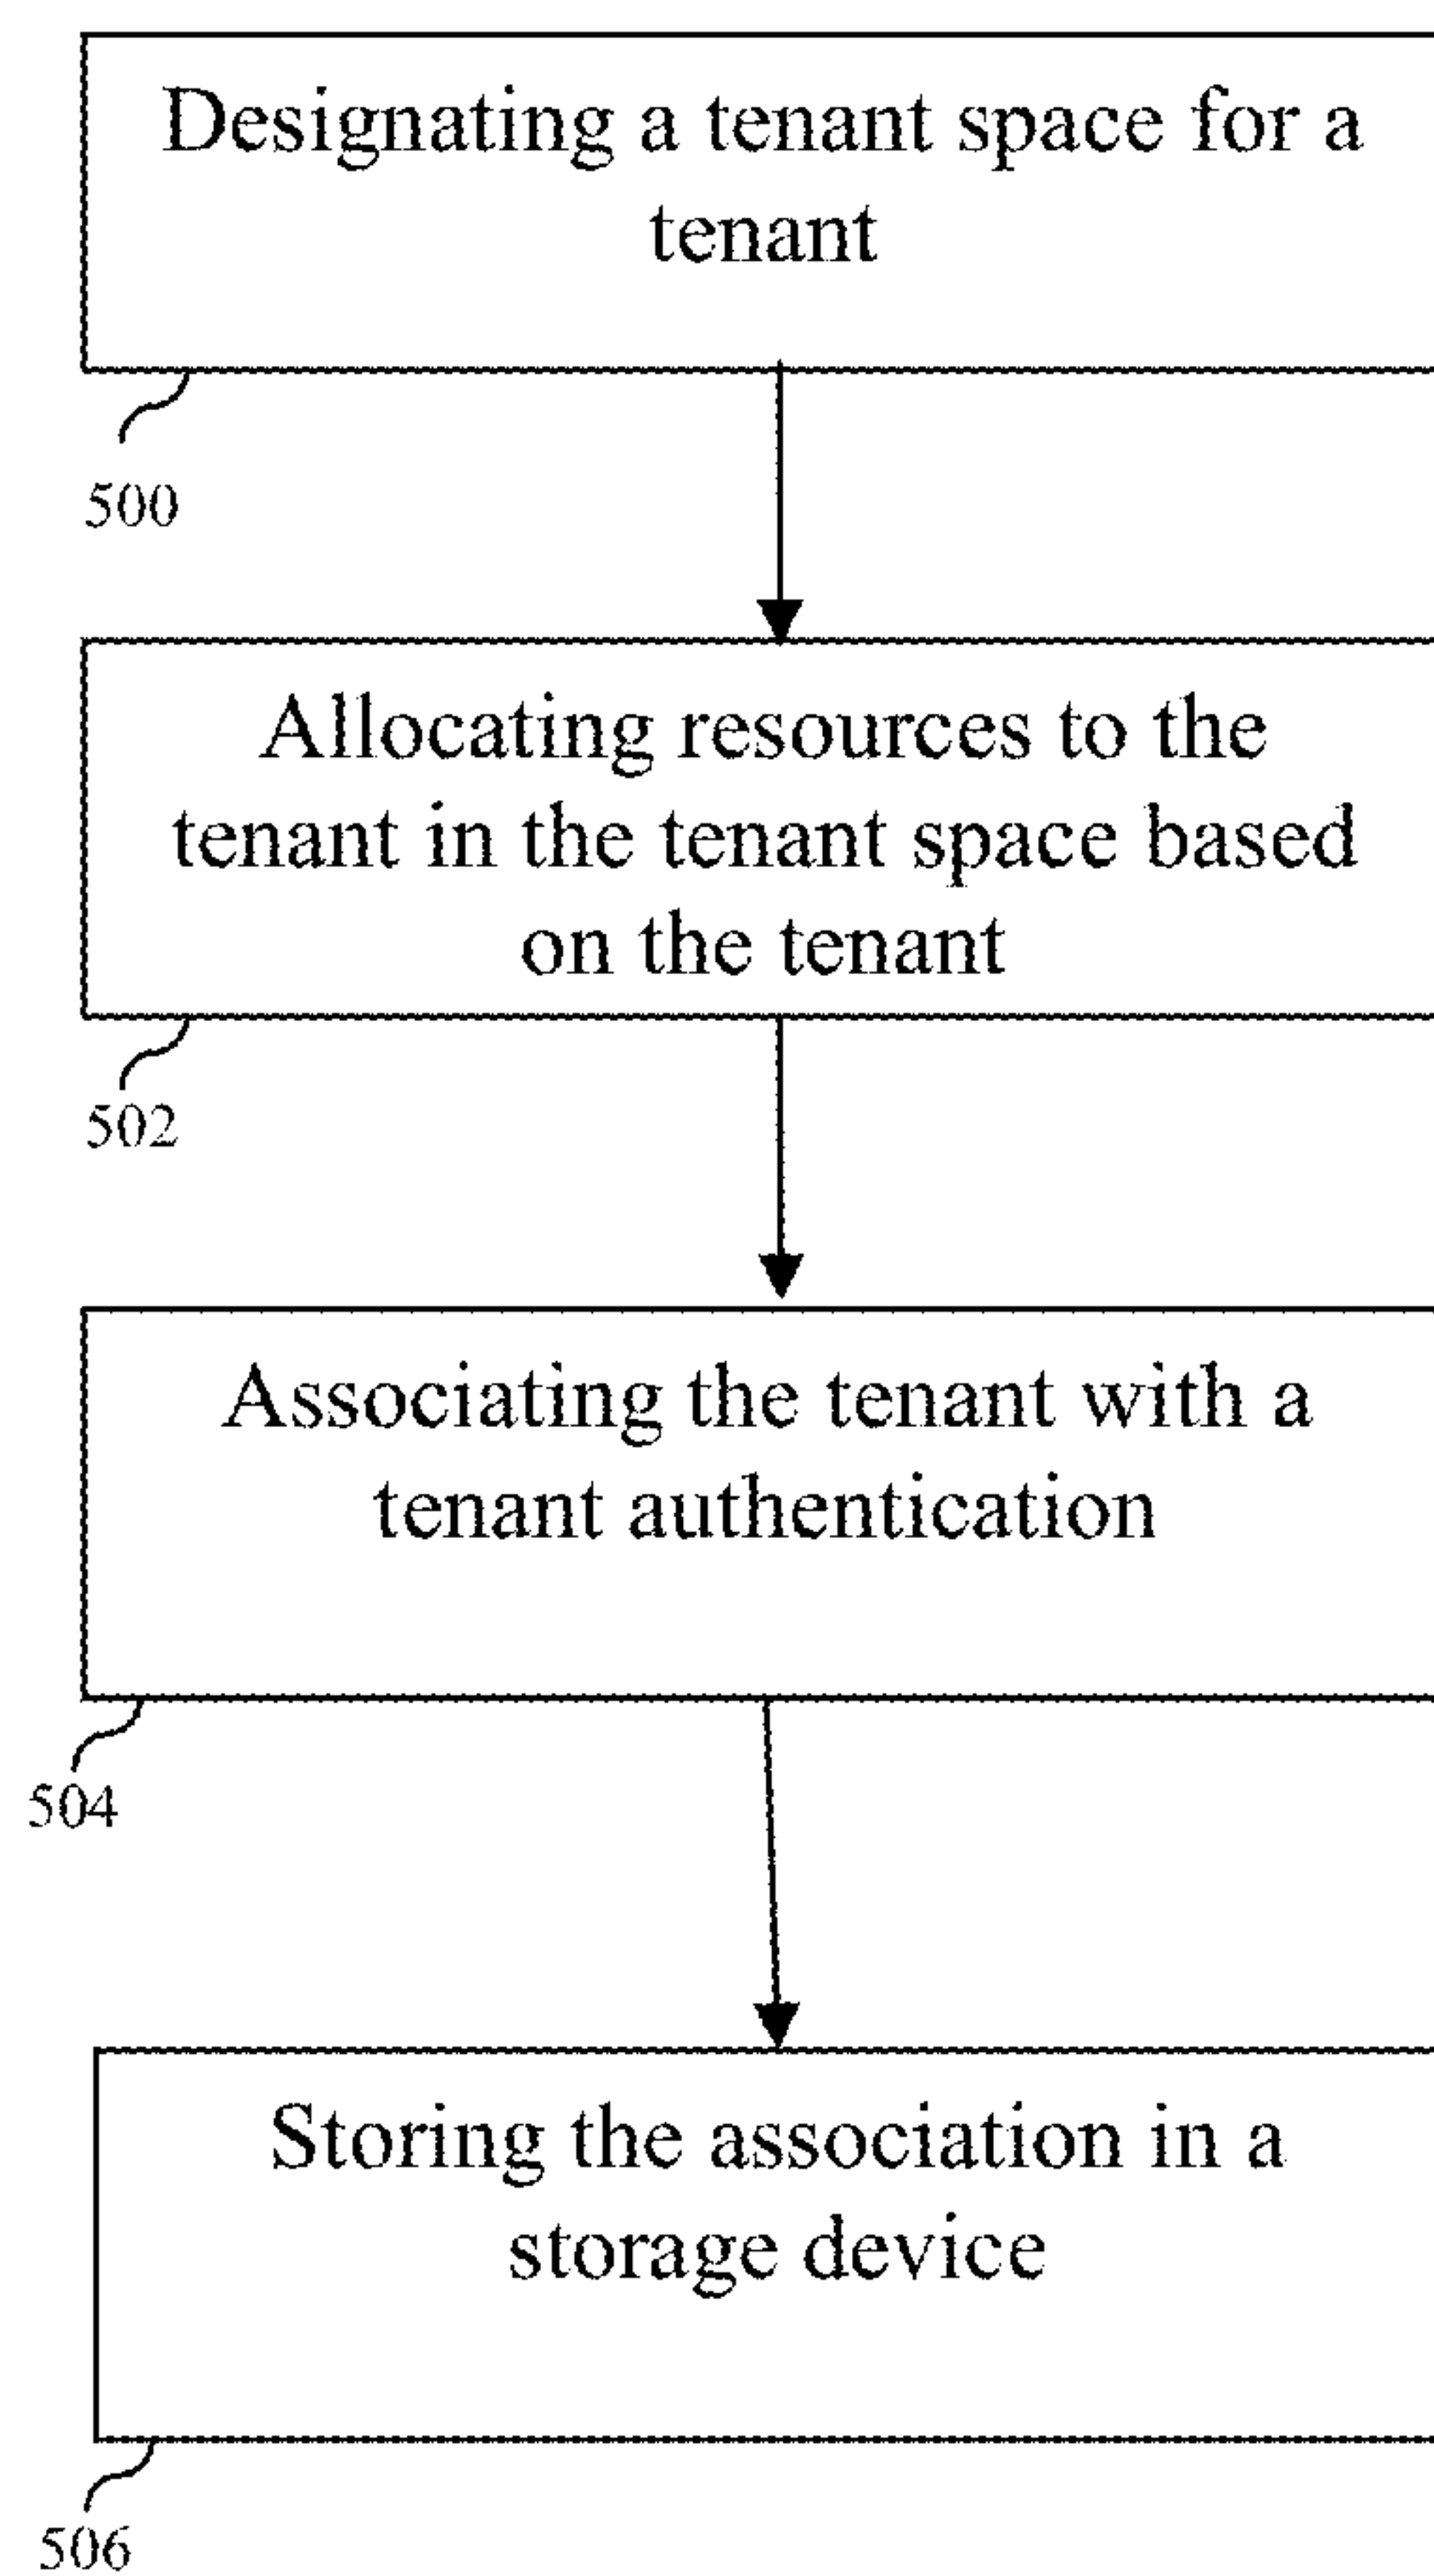 Designating a tenant space for a
tenant
500
Allocating resources to the
tenant in the tenant space based
on the tenant
502
Associating the tenant with a
tenant authentication
504
Storing the association in a
storage device
506